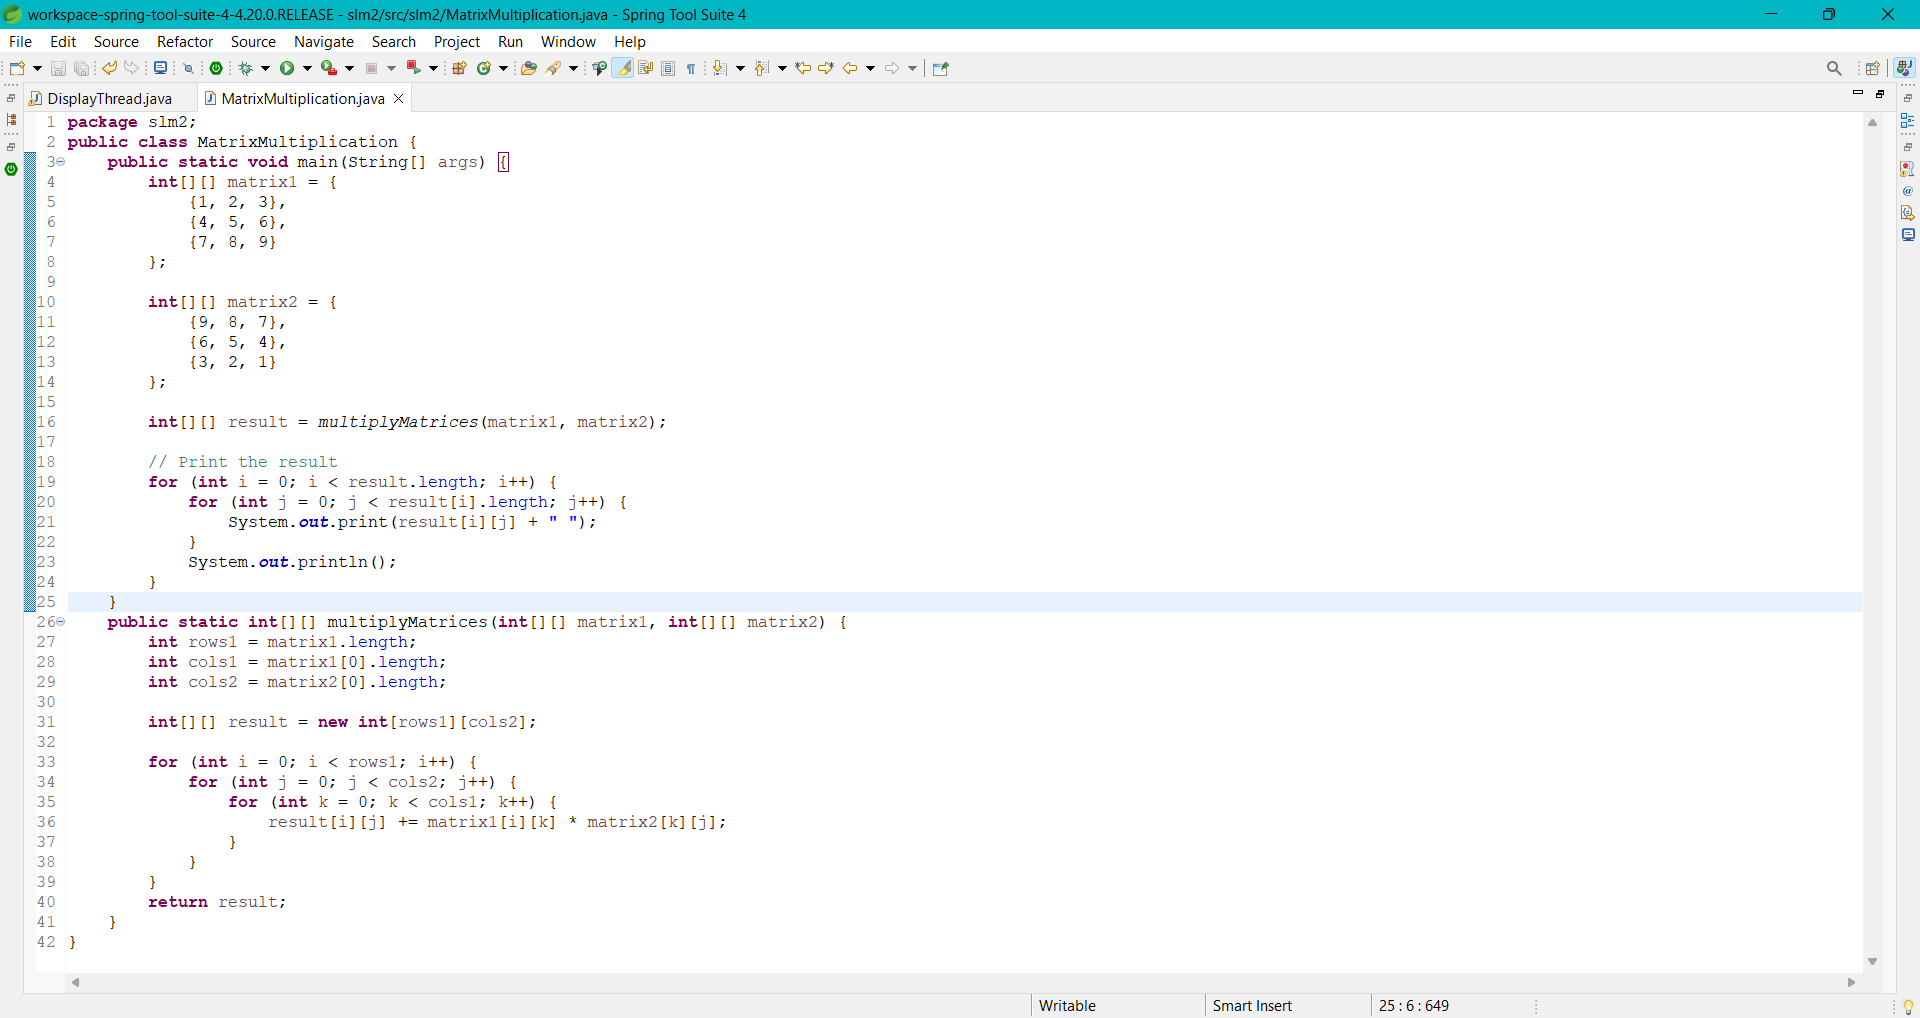 workspace-spring-tool-suite-4-4.20.0.RELEASE - slm2/src/slm2/MatrixMultiplication.java - Spring Tool Suite 4
File Edit Source Refactor Source Navigate Search Project Run Window Help
DisplayThread.java MatrixMultiplication.java
1 package slm2;
2 public class MatrixMultiplication {
3 public static void main(String[] args) {
4 int[][] matrix1 = {
5 {1, 2, 3},
6 {4, 5, 6},
7 {7, 8, 9}
8 };
9
10 int[][] matrix2 = {
11 {9, 8, 7},
12 {6, 5, 4},
13 {3, 2, 1}
14 };
15
16 int[][] result = multiplyMatrices(matrix1, matrix2);
17
18 // Print the result
19 for (int i = 0; i < result.length; i++) {
20 for (int j = 0; j < result[i].length; j++) {
21 System.out.print(result[i][j] + " ");
22 }
23 System.out.println();
24 }
25 }
26 public static int[][] multiplyMatrices(int[][] matrix1, int[][] matrix2) {
27 int rows1 = matrix1.length;
28 int cols1 = matrix1[0].length;
29 int cols2 = matrix2[0].length;
30
31 int[][] result = new int[rows1][cols2];
32
33 for (int i = 0; i < rows1; i++) {
34 for (int j = 0; j < cols2; j++) {
35 for (int k = 0; k < cols1; k++) {
36 result[i][j] += matrix1[i][k] * matrix2[k][j];
37 }
38 }
39 }
40 return result;
41 }
42 }
Writable Smart Insert 25 : 6 : 649